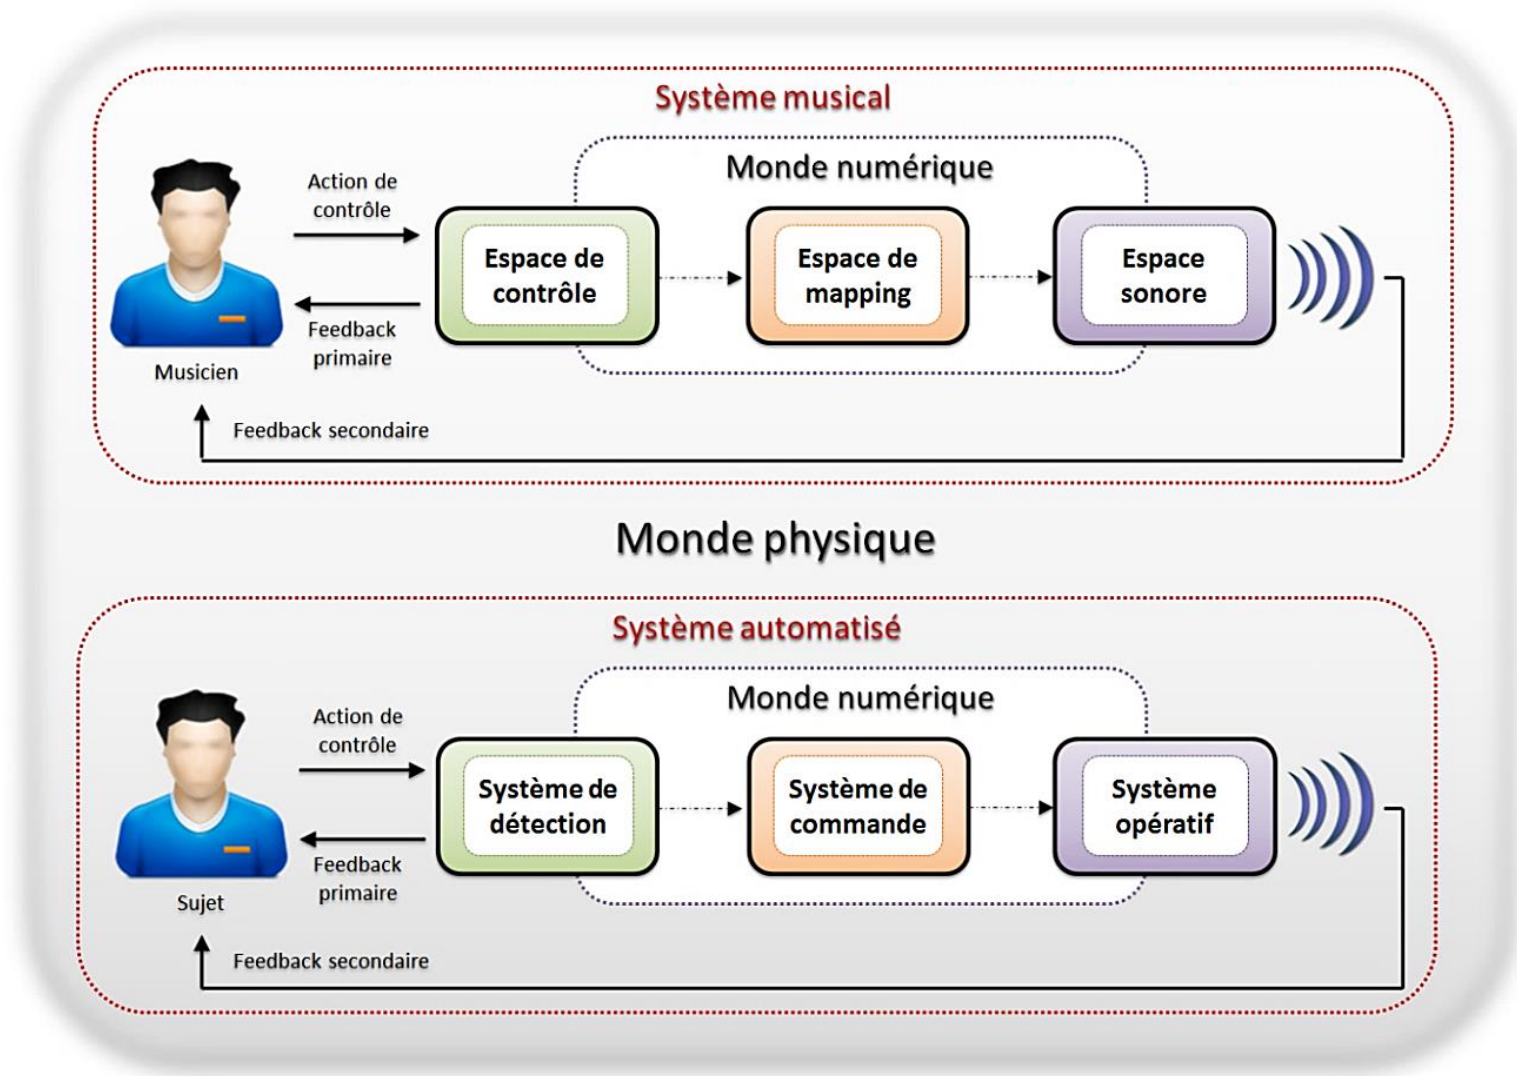 Système musical
Monde numérique
Action de
contrôle
Espace de
contrôle
Espace de
mapping
Espace
sonore
Feedback
primaire
Musicien
Feedback secondaire
Monde physique
Système automatisé
Monde numérique
Action de
contrôle
Système de
détection
Système de
commande
Système
opératif
Feedback
primaire
Sujet
Feedback secondaire